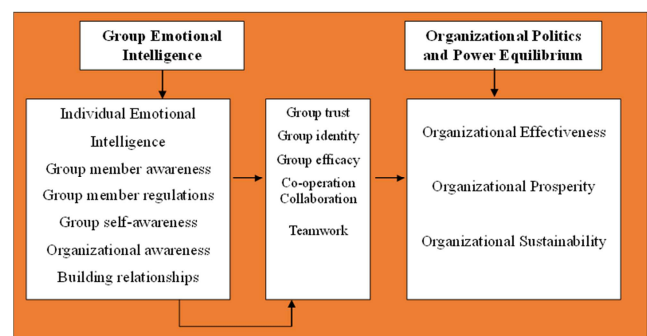 Group Emotional
Intelligence
Organizational Politics
and Power Equilibrium
Individual Emotional
Intelligence
Group member awareness
Group member regulations
Group self-awareness
Organizational awareness
Building relationships
Group trust
Group identity
Group efficacy
Co-operation
Collaboration
Teamwork
Organizational Effectiveness
Organizational Prosperity
Organizational Sustainability